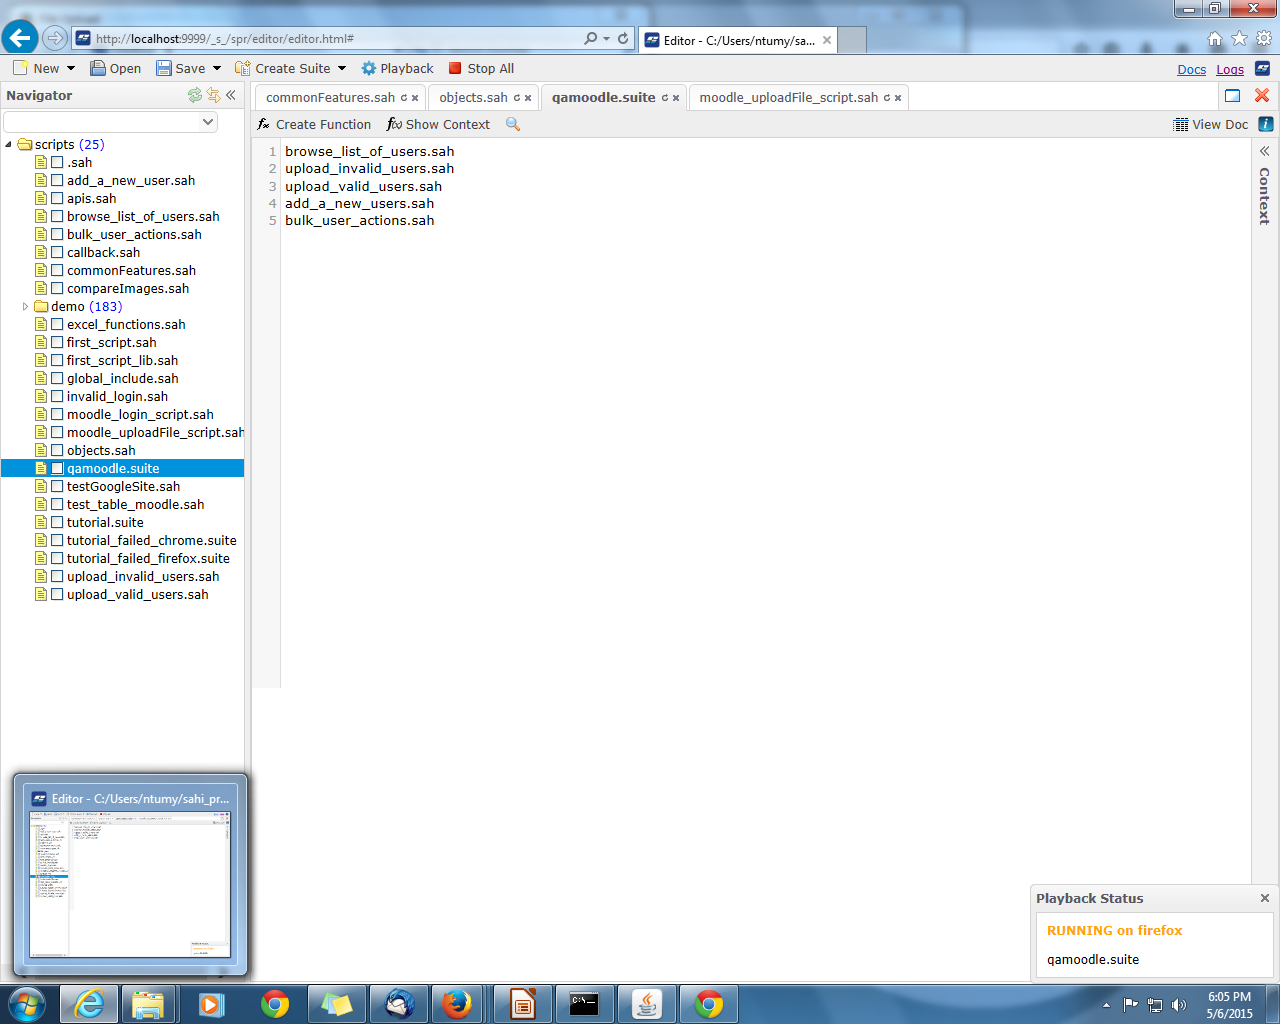 http://localhost:9999/_s_/spr/editor/editor.html#
Editor - C:/Users/ntumy/sa...
New
Open
Save
Create Suite
Playback
Stop All
Docs
Logs
Navigator
commonFeatures.sah
objects.sah
qamoodle.suite
moodle_uploadFile_script.sah
Create Function
Show Context
View Doc
scripts (25)
.sah
add_a_new_user.sah
apis.sah
browse_list_of_users.sah
bulk_user_actions.sah
callback.sah
commonFeatures.sah
compareImages.sah
demo (183)
excel_functions.sah
first_script.sah
first_script_lib.sah
global_include.sah
invalid_login.sah
moodle_login_script.sah
moodle_uploadFile_script.sah
objects.sah
qamoodle.suite
testGoogleSite.sah
test_table_moodle.sah
tutorial.suite
tutorial_failed_chrome.suite
tutorial_failed_firefox.suite
upload_invalid_users.sah
upload_valid_users.sah
1 browse_list_of_users.sah
2 upload_invalid_users.sah
3 upload_valid_users.sah
4 add_a_new_users.sah
5 bulk_user_actions.sah
Context
Editor - C:/Users/ntumy/sahi_pr...
Playback Status
RUNNING on firefox
qamoodle.suite
6:05 PM
5/6/2015